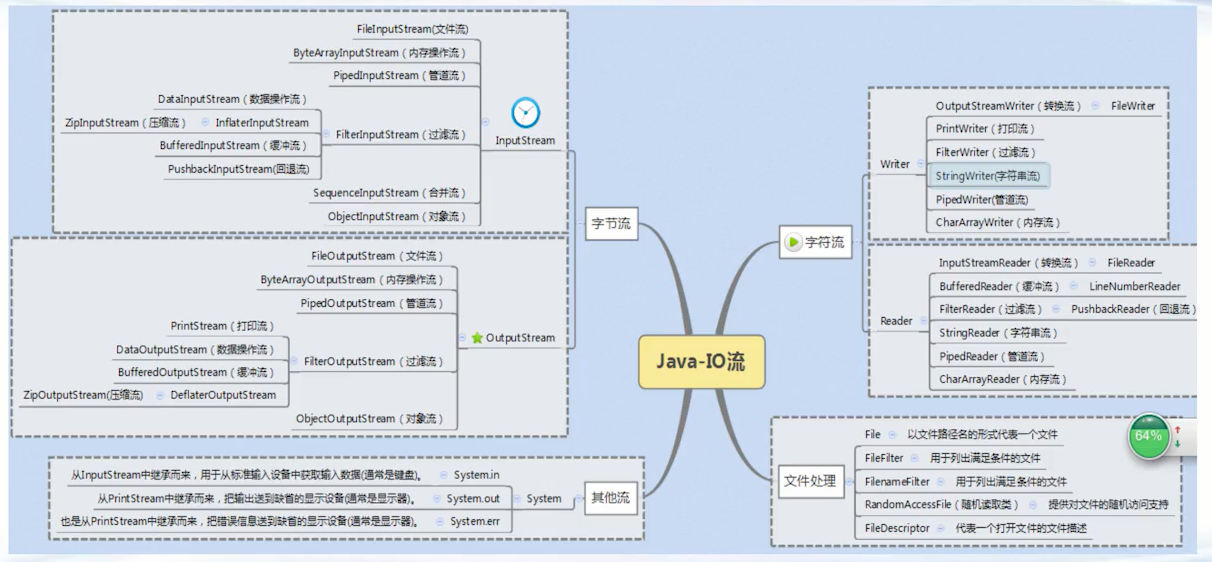 Java-IO流
字节流
InputStream
FileInputStream(文件流)
ByteArrayInputStream（内存操作流）
PipedInputStream（管道流）
FilterInputStream（过滤流）
DataInputStream（数据操作流）
InflaterInputStream
ZipInputStream（压缩流）
BufferedInputStream（缓冲流）
PushbackInputStream(回退流)
SequenceInputStream（合并流）
ObjectInputStream（对象流）
OutputStream
FileOutputStream（文件流）
ByteArrayOutputStream（内存操作流）
PipedOutputStream（管道流）
FilterOutputStream（过滤流）
PrintStream（打印流）
DataOutputStream（数据操作流）
BufferedOutputStream（缓冲流）
DeflaterOutputStream
ZipOutputStream(压缩流)
ObjectOutputStream（对象流）
其他流
System
System.in
从InputStream中继承而来，用于从标准输入设备中获取输入数据(通常是键盘)。
System.out
从PrintStream中继承而来，把输出送到缺省的显示设备(通常是显示器)。
System.err
也是从PrintStream中继承而来，把错误信息送到缺省的显示设备(通常是显示器)。
字符流
Writer
OutputStreamWriter（转换流）
FileWriter
PrintWriter（打印流）
FilterWriter（过滤流）
StringWriter(字符串流)
PipedWriter(管道流)
CharArrayWriter（内存流）
Reader
InputStreamReader（转换流）
FileReader
BufferedReader（缓冲流）
LineNumberReader
FilterReader（过滤流）
PushbackReader（回退流）
StringReader（字符串流）
PipedReader（管道流）
CharArrayReader（内存流）
文件处理
File
以文件路径名的形式代表一个文件
FileFilter
用于列出满足条件的文件
FilenameFilter
用于列出满足条件的文件
RandomAccessFile（随机读取类）
提供对文件的随机访问支持
FileDescriptor
代表一个打开文件的文件描述
64%